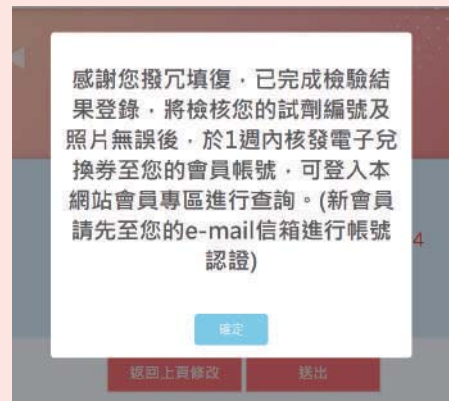 感謝您撥冗填復，已完成檢驗結
果登錄，將檢核您的試劑編號及
照片無誤後，於1週內核發電子兌
換券至您的會員帳號，可登入本
網站會員專區進行查詢。(新會員
請先至您的e-mail信箱進行帳號
認證)
4
確定
返回上頁修改
送出